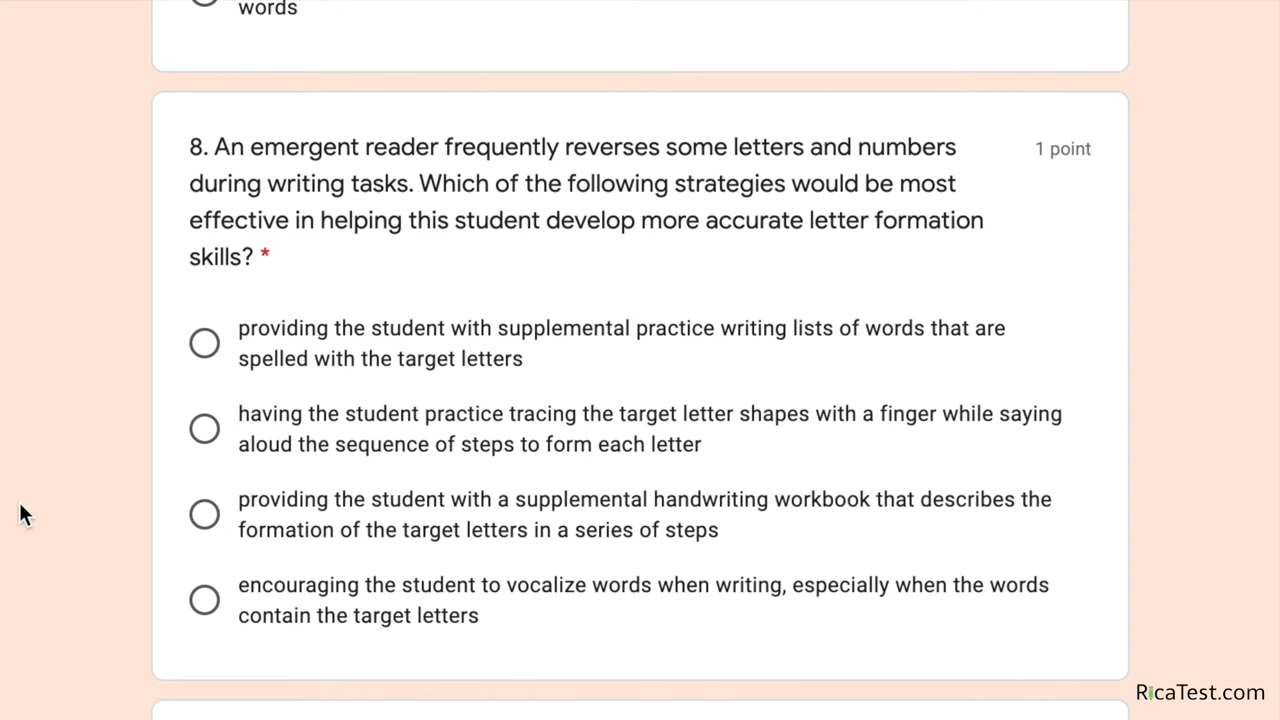 words
8. An emergent reader frequently reverses some letters and numbers
1 point
during writing tasks. Which of the following strategies would be most
effective in helping this student develop more accurate letter formation
skills? *
providing the student with supplemental practice writing lists of words that are
spelled with the target letters
having the student practice tracing the target letter shapes with a finger while saying
aloud the sequence of steps to form each letter
providing the student with a supplemental handwriting workbook that describes the
formation of the target letters in a series of steps
encouraging the student to vocalize words when writing, especially when the words
contain the target letters
RicaTest.com